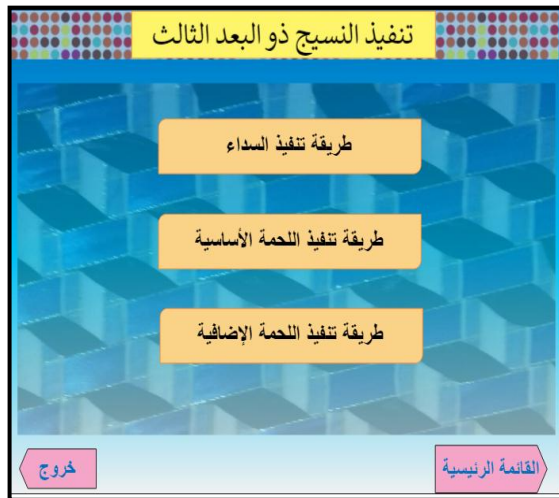 تنفيذ النسيج ذو البعد الثالث
طريقة تنفيذ السداء
طريقة تنفيذ اللحمة الأساسية
طريقة تنفيذ اللحمة الإضافية
القائمة الرئيسية
خروج